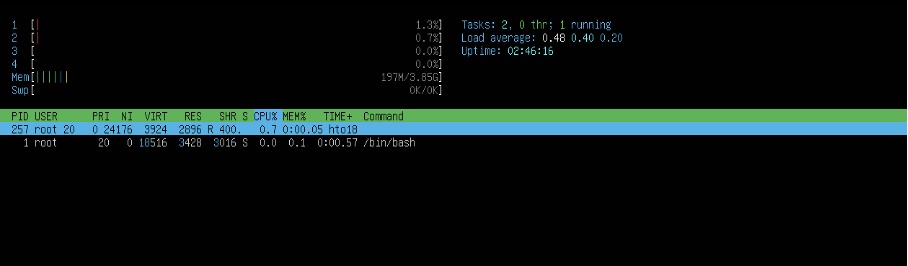 1 [| 1.3%] Tasks: 2, 0 thr; 1 running
2 [| 0.7%] Load average: 0.48 0.40 0.20
3 [ 0.0%] Uptime: 02:46:16
4 [ 0.0%]
Mem[|||||| 197M/3.85G]
Swp[ 0K/0K]
PID USER PRI NI VIRT RES SHR S CPU% MEM% TIME+ Command
257 root 20 0 24176 3924 2896 R 400. 0.7 0:00.05 hto18
1 root 20 0 18516 3428 3016 S 0.0 0.1 0:00.57 /bin/bash